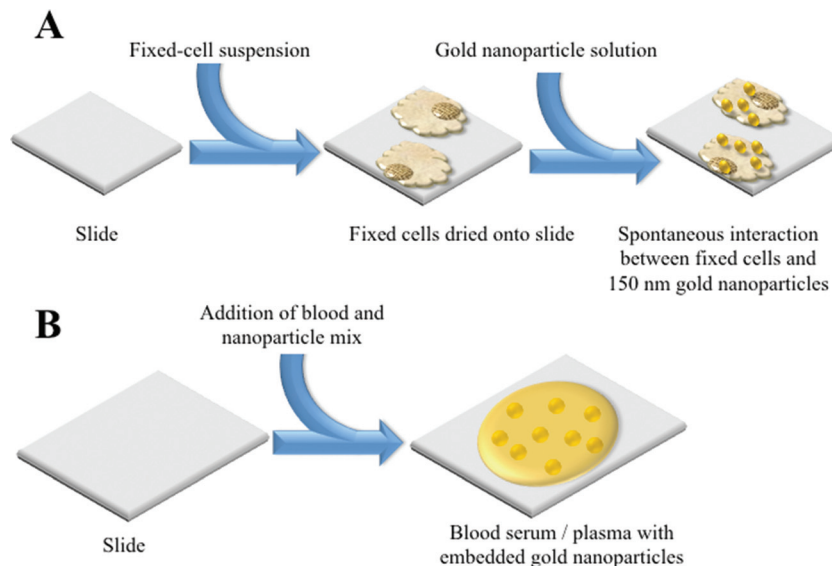 A
Fixed-cell suspension
Gold nanoparticle solution
Slide
Fixed cells dried onto slide
Spontaneous interaction
between fixed cells and
150 nm gold nanoparticles
B
Addition of blood and
nanoparticle mix
Slide
Blood serum / plasma with
embedded gold nanoparticles